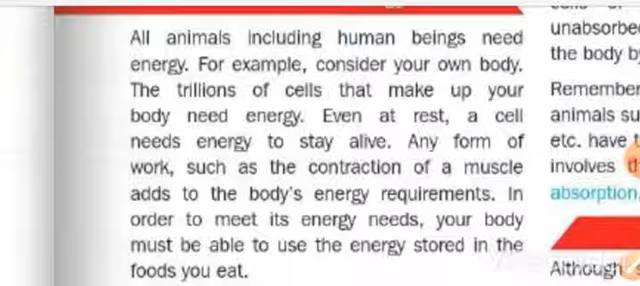 All animals including human beings need
energy. For example, consider your own body.
The trillions of cells that make up your
body need energy. Even at rest, a cell
needs energy to stay alive. Any form of
work, such as the contraction of a muscle
adds to the body's energy requirements. In
order to meet its energy needs, your body
must be able to use the energy stored in the
foods you eat.
the body
Remember
animals
etc. have
involves
absorption,
Although